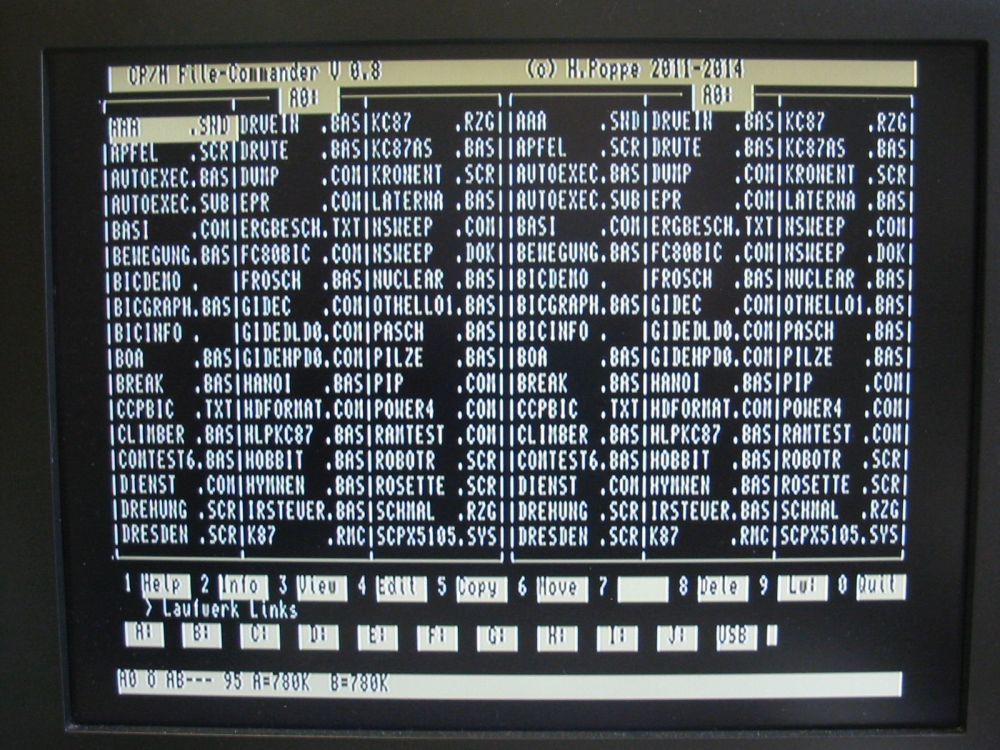 CP/M File-Commander V 0.8 (c) H.Poppe 2011-2014
A0: A0:
AAA .SND DRUEIN .BAS KC87 .RZG AAA .SND DRUEIN .BAS KC87 .RZG
APFEL .SCR DRUTE .BAS KC87AS .BAS APFEL .SCR DRUTE .BAS KC87AS .BAS
AUTOEXEC.BAS DUMP .COM KRONENT .SCR AUTOEXEC.BAS DUMP .COM KRONENT .SCR
AUTOEXEC.SUB EPR .COM LATERNA .BAS AUTOEXEC.SUB EPR .COM LATERNA .BAS
BASI .COM ERGBESCH.TXT NSWEEP .COM BASI .COM ERGBESCH.TXT NSWEEP .COM
BEWEGUNG.BAS FC80BIC .COM NSWEEP .DOK BEWEGUNG.BAS FC80BIC .COM NSWEEP .DOK
BICDEMO . FROSCH .BAS NUCLEAR .BAS BICDEMO . FROSCH .BAS NUCLEAR .BAS
BICGRAPH.BAS GIDEC .COM OTHELLO1.BAS BICGRAPH.BAS GIDEC .COM OTHELLO1.BAS
BICINFO . GIDEDLD0.COM PASCH .BAS BICINFO . GIDEDLD0.COM PASCH .BAS
BOA .BAS GIDEHPD0.COM PILZE .BAS BOA .BAS GIDEHPD0.COM PILZE .BAS
BREAK .BAS HANOI .BAS PIP .COM BREAK .BAS HANOI .BAS PIP .COM
CCPBIC .TXT HDFORMAT.COM POWER4 .COM CCPBIC .TXT HDFORMAT.COM POWER4 .COM
CLIMBER .BAS HLPKC87 .BAS RAMTEST .COM CLIMBER .BAS HLPKC87 .BAS RAMTEST .COM
COMTEST6.BAS HOBBIT .BAS ROBOTR .SCR COMTEST6.BAS HOBBIT .BAS ROBOTR .SCR
DIENST .COM HYMNEN .BAS ROSETTE .SCR DIENST .COM HYMNEN .BAS ROSETTE .SCR
DREHUNG .SCR IRSTEUER.BAS SCHMAL .RZG DREHUNG .SCR IRSTEUER.BAS SCHMAL .RZG
DRESDEN .SCR K87 .RMC SCPX5105.SYS DRESDEN .SCR K87 .RMC SCPX5105.SYS
1 Help 2 Info 3 View 4 Edit 5 Copy 6 Move 7 8 Dele 9 Lw: 0 Quit
> Laufwerk Links
A: B: C: D: E: F: G: H: I: J: USB
A0 8 AB--- 95 A=780K B=780K